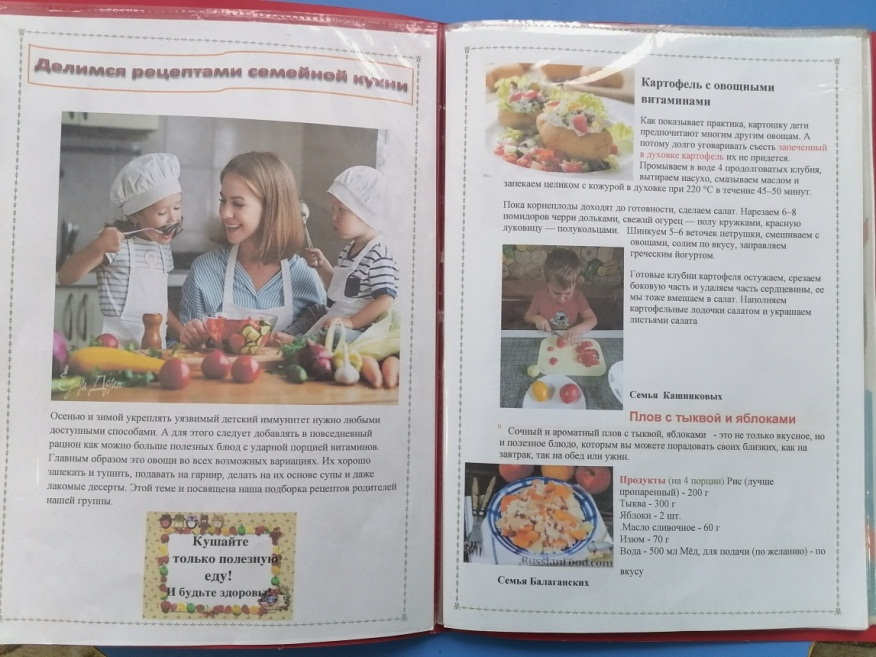 Делимся рецептами семейной кухни
Осенью и зимой укреплять уязвимый детский иммунитет нужно любыми
доступными способами. А для этого следует добавлять в повседневный
рацион как можно больше полезных блюд с ударной порцией витаминов.
Главным образом это овощи во всех возможных вариациях. Их хорошо
запекать и тушить, подавать на гарнир, делать на их основе супы и даже
лакомые десерты. Этой теме и посвящена наша подборка рецептов родителей
нашей группы.
Кушайте
только полезную
еду!
И будьте здоровы!
Картофель с овощными
витаминами
Как показывает практика, картошку дети
предпочитают многим другим овощам. А
потому долго уговаривать съесть запеченный
в духовке картофель их не придется.
Промываем в воде 4 продолговатых клубня,
вытираем насухо, смазываем маслом и
запекаем целиком с кожурой в духовке при 220 °C в течение 45–50 минут.
Пока корнеплоды доходят до готовности, сделаем салат. Нарезаем 6–8
помидоров черри дольками, свежий огурец — полу кружками, красную
луковицу — полукольцами. Шинкуем 5–6 веточек петрушки, смешиваем с
овощами, солим по вкусу, заправляем
греческим йогуртом.
Готовые клубни картофеля остужаем, срезаем
боковую часть и удаляем часть сердцевины, ее
мы тоже вмешаем в салат. Наполняем
картофельные лодочки салатом и украшаем
листьями салата
Семья Кашниковых
Плов с тыквой и яблоками
Сочный и ароматный плов с тыквой, яблоками - это не только вкусное, но
и полезное блюдо, которым вы можете порадовать своих близких, как на
завтрак, так на обед или ужин.
Продукты (на 4 порции) Рис (лучше
пропаренный) - 200 г
Тыква - 300 г
Яблоки - 2 шт.
.Масло сливочное - 60 г
Изюм - 70 г
Вода - 500 мл Мёд, для подачи (по желанию) - по
вкусу
RussianFood.com
Семья Балаганских